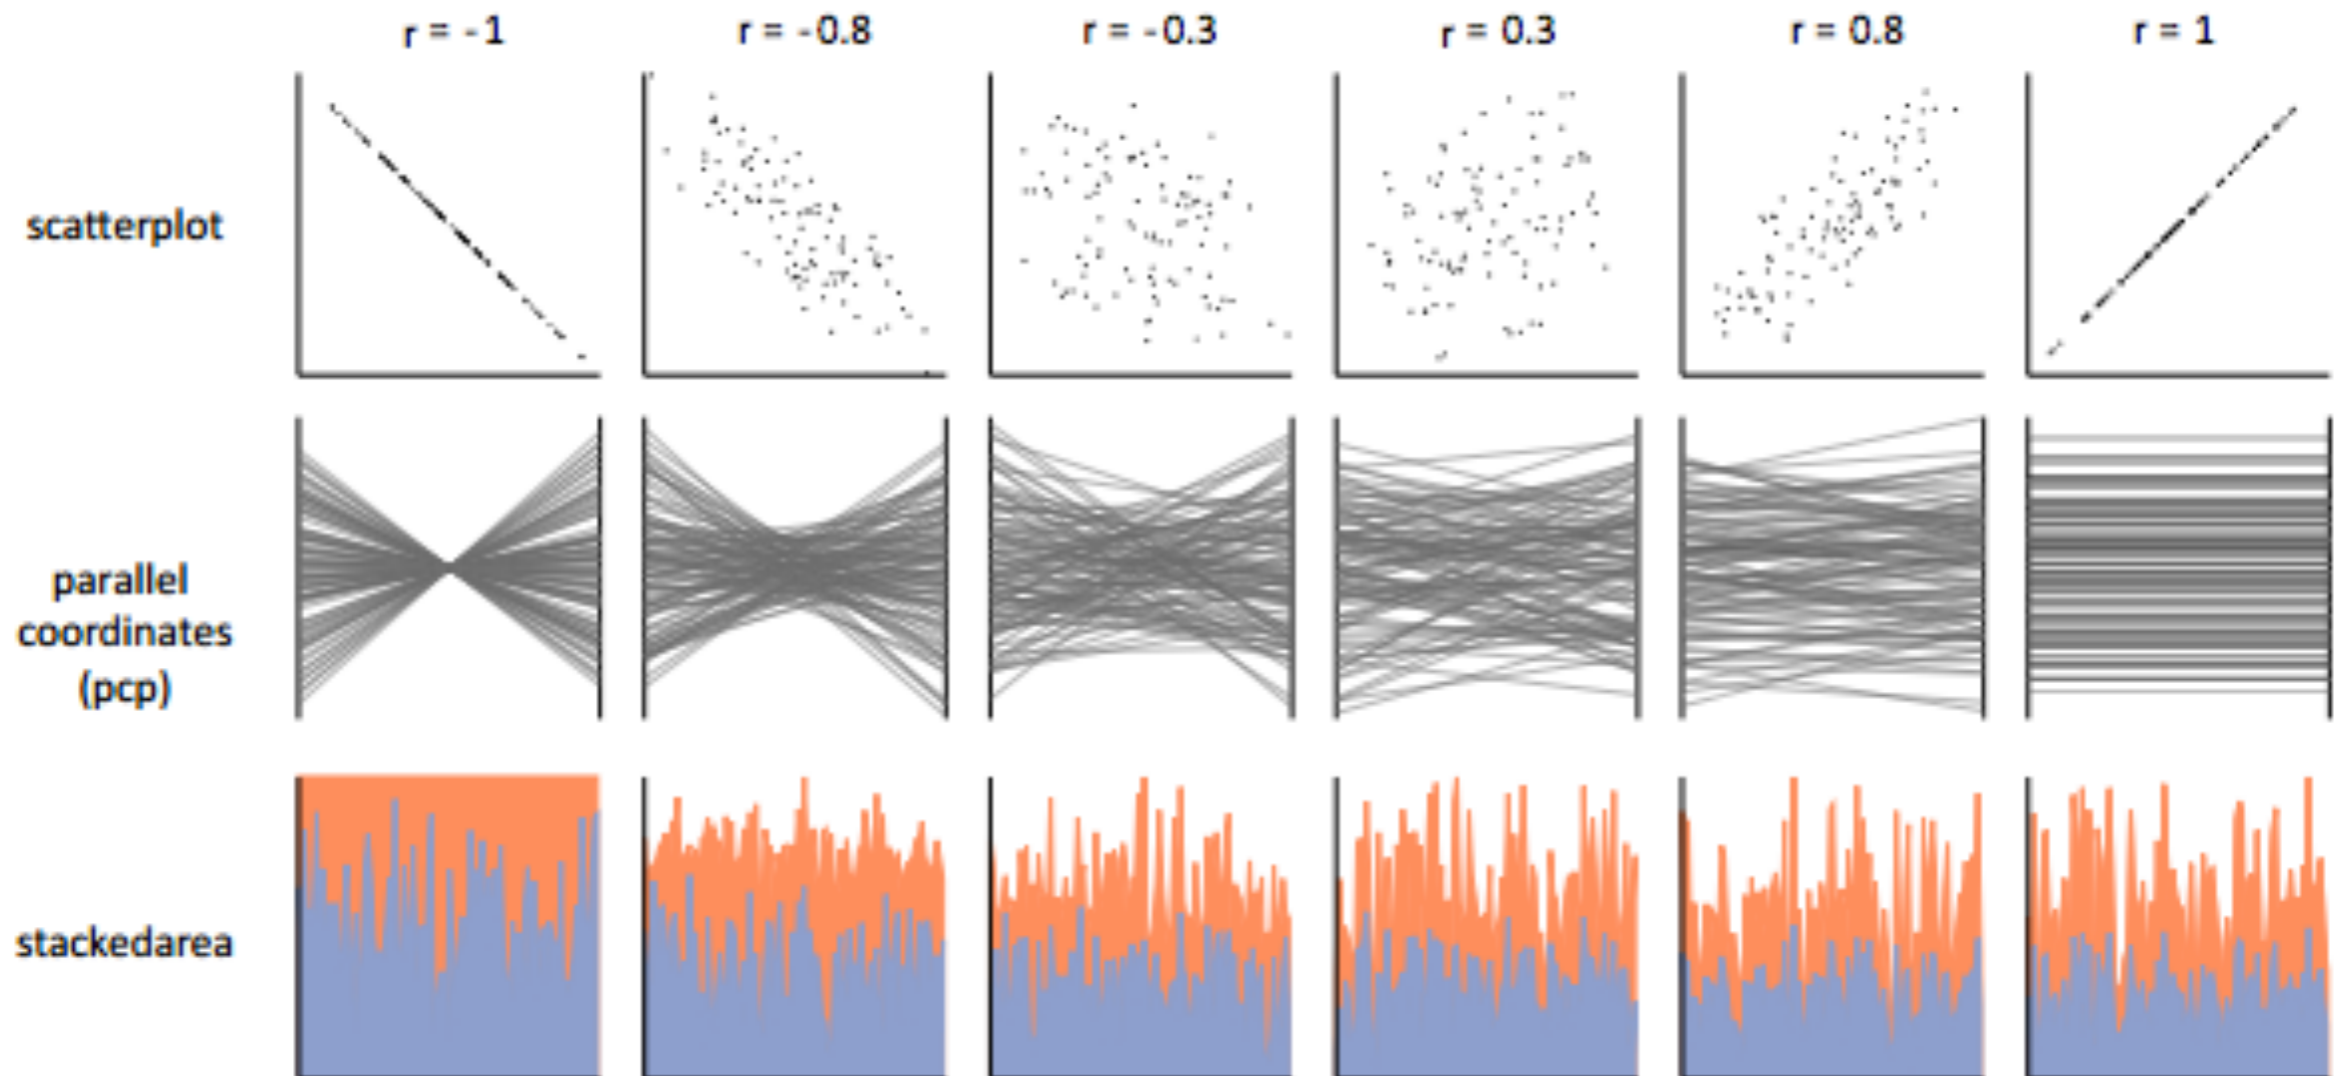 r = -1
r = -0.8
r = -0.3
r = 0.3
r = 0.8
r = 1
scatterplot
parallel
coordinates
(pcp)
stackedarea